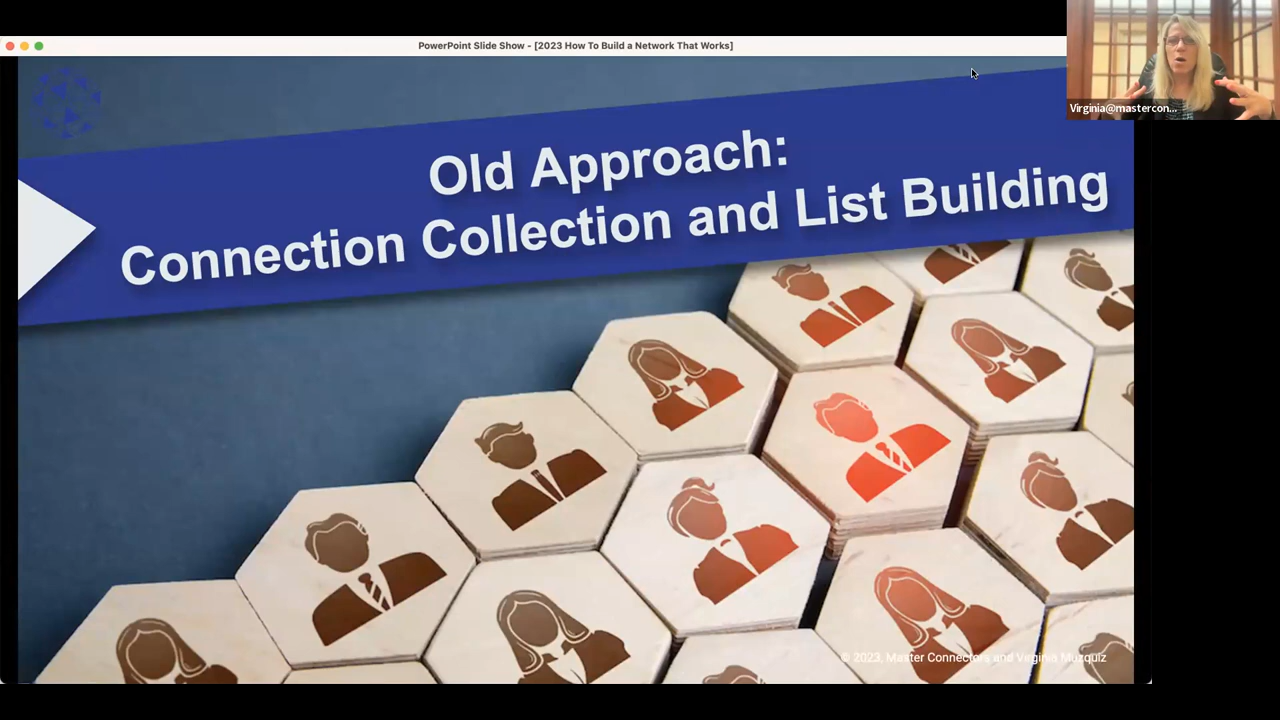 PowerPoint Slide Show - [2023 How To Build a Network That Works]
Virginia@mastercon...
Old Approach:
Connection Collection and List Building
© 2023, Master Connectors and Virginia Muzquiz